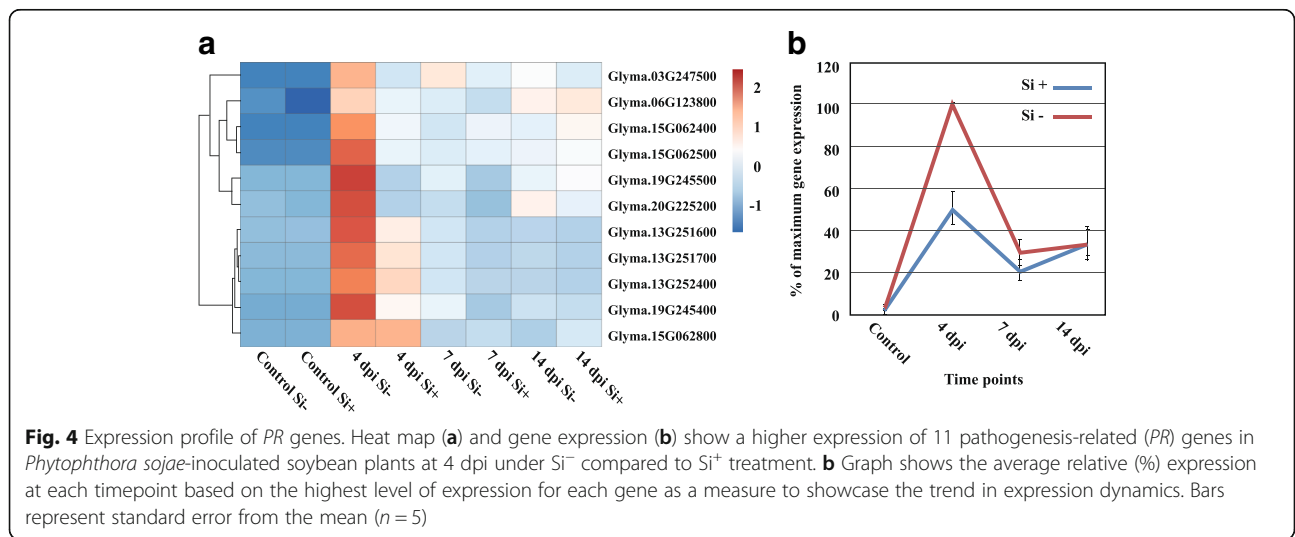 a
Glyma.03G247500
Glyma.06G123800
Glyma.15G062400
Glyma.15G062500
Glyma.19G245500
Glyma.20G225200
Glyma.13G251600
Glyma.13G251700
Glyma.13G252400
Glyma.19G245400
Glyma.15G062800
2
1
0
-1
Control Si-
Control Si+
4 dpi Si-
4 dpi Si+
7 dpi Si-
7 dpi Si+
14 dpi Si-
14 dpi Si+
b
% of maximum gene expression
120
100
80
60
40
20
0
Si +
Si -
Control
4 dpi
7 dpi
14 dpi
Time points
Fig. 4 Expression profile of PR genes. Heat map (a) and gene expression (b) show a higher expression of 11 pathogenesis-related (PR) genes in
Phytophthora sojae-inoculated soybean plants at 4 dpi under Si⁻ compared to Si⁺ treatment. b Graph shows the average relative (%) expression
at each timepoint based on the highest level of expression for each gene as a measure to showcase the trend in expression dynamics. Bars
represent standard error from the mean (n = 5)